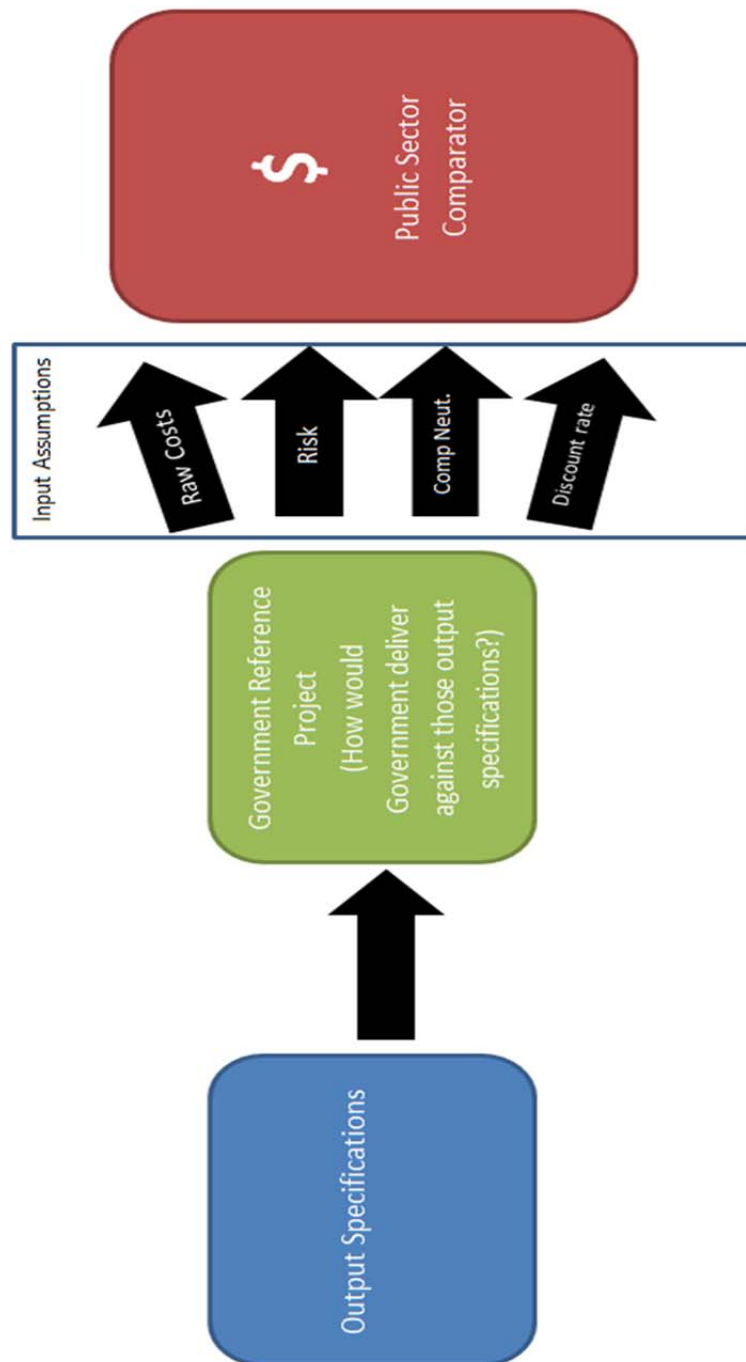 Output Specifications
Government Reference
Project
(How would
Government deliver
against those output
specifications?)
Input Assumptions
Raw Costs
Risk
Comp Neut.
Discount rate
$
Public Sector
Comparator